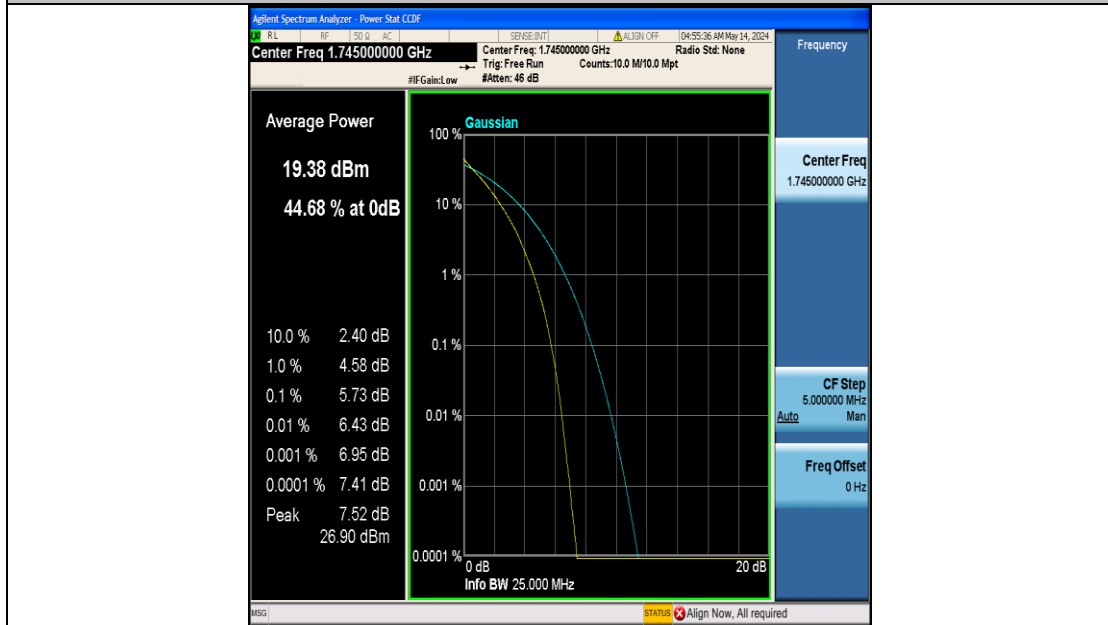 Agilent Spectrum Analyzer - Power Stat CCDF
RL RF 50 Ω AC SENSE:INT ALIGN OFF 04:55:36 AM May 14, 2024
Center Freq 1.745000000 GHz
Center Freq: 1.745000000 GHz Radio Std: None
Trig: Free Run Counts:10.0 M/10.0 Mpt
#IFGain:Low #Atten: 46 dB
Average Power
19.38 dBm
44.68 % at 0dB
10.0 % 2.40 dB
1.0 % 4.58 dB
0.1 % 5.73 dB
0.01 % 6.43 dB
0.001 % 6.95 dB
0.0001 % 7.41 dB
Peak 7.52 dB
26.90 dBm
Gaussian
100 %
10 %
1 %
0.1 %
0.01 %
0.001 %
0.0001 %
0 dB 20 dB
Info BW 25.000 MHz
Frequency
Center Freq
1.745000000 GHz
CF Step
5.000000 MHz
Auto Man
Freq Offset
0 Hz
MSG STATUS Align Now, All required